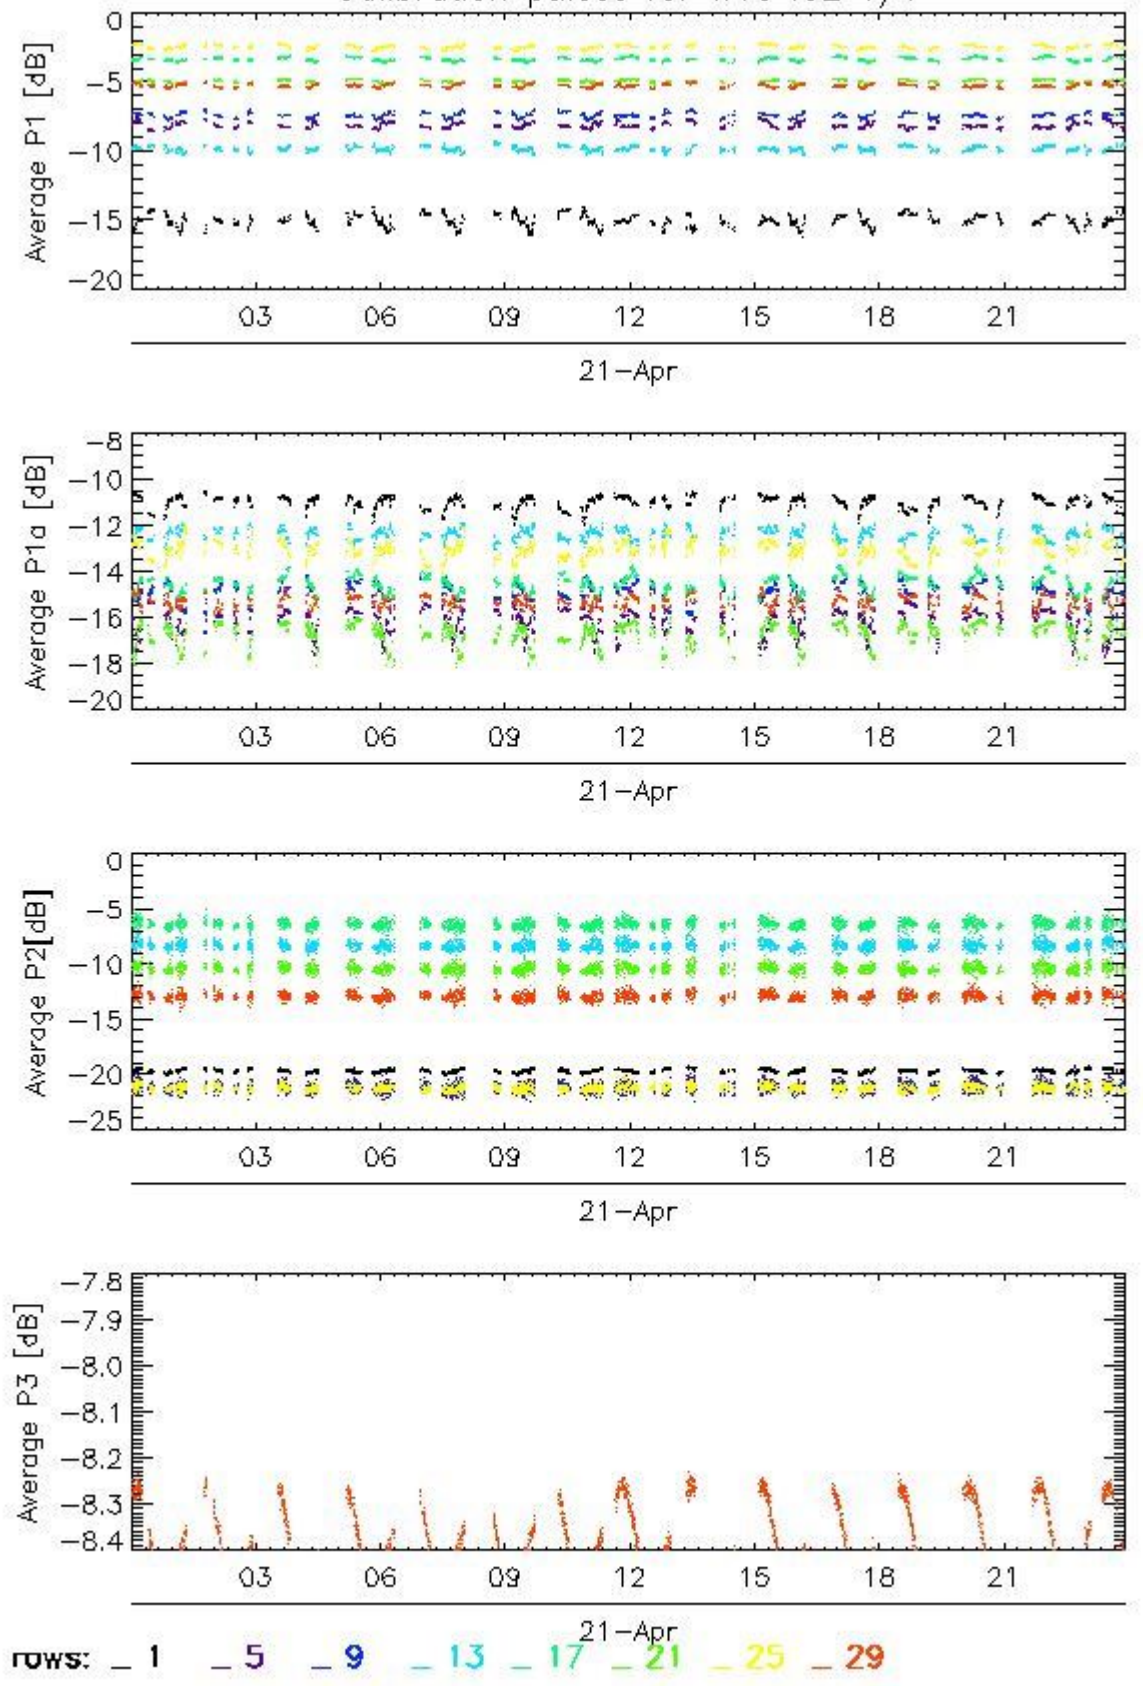 0
−5
−10
−15
−20
Average P1 [dB]
03 06 09 12 15 18 21
21−Apr
−8
−10
−12
−14
−16
−18
−20
Average P1a [dB]
03 06 09 12 15 18 21
21−Apr
0
−5
−10
−15
−20
−25
Average P2[dB]
03 06 09 12 15 18 21
21−Apr
−7.8
−7.9
−8.0
−8.1
−8.2
−8.3
−8.4
Average P3 [dB]
03 06 09 12 15 18 21
21−Apr
rows: _ 1 _ 5 _ 9 _ 13 _ 17 _ 21 _ 25 _ 29